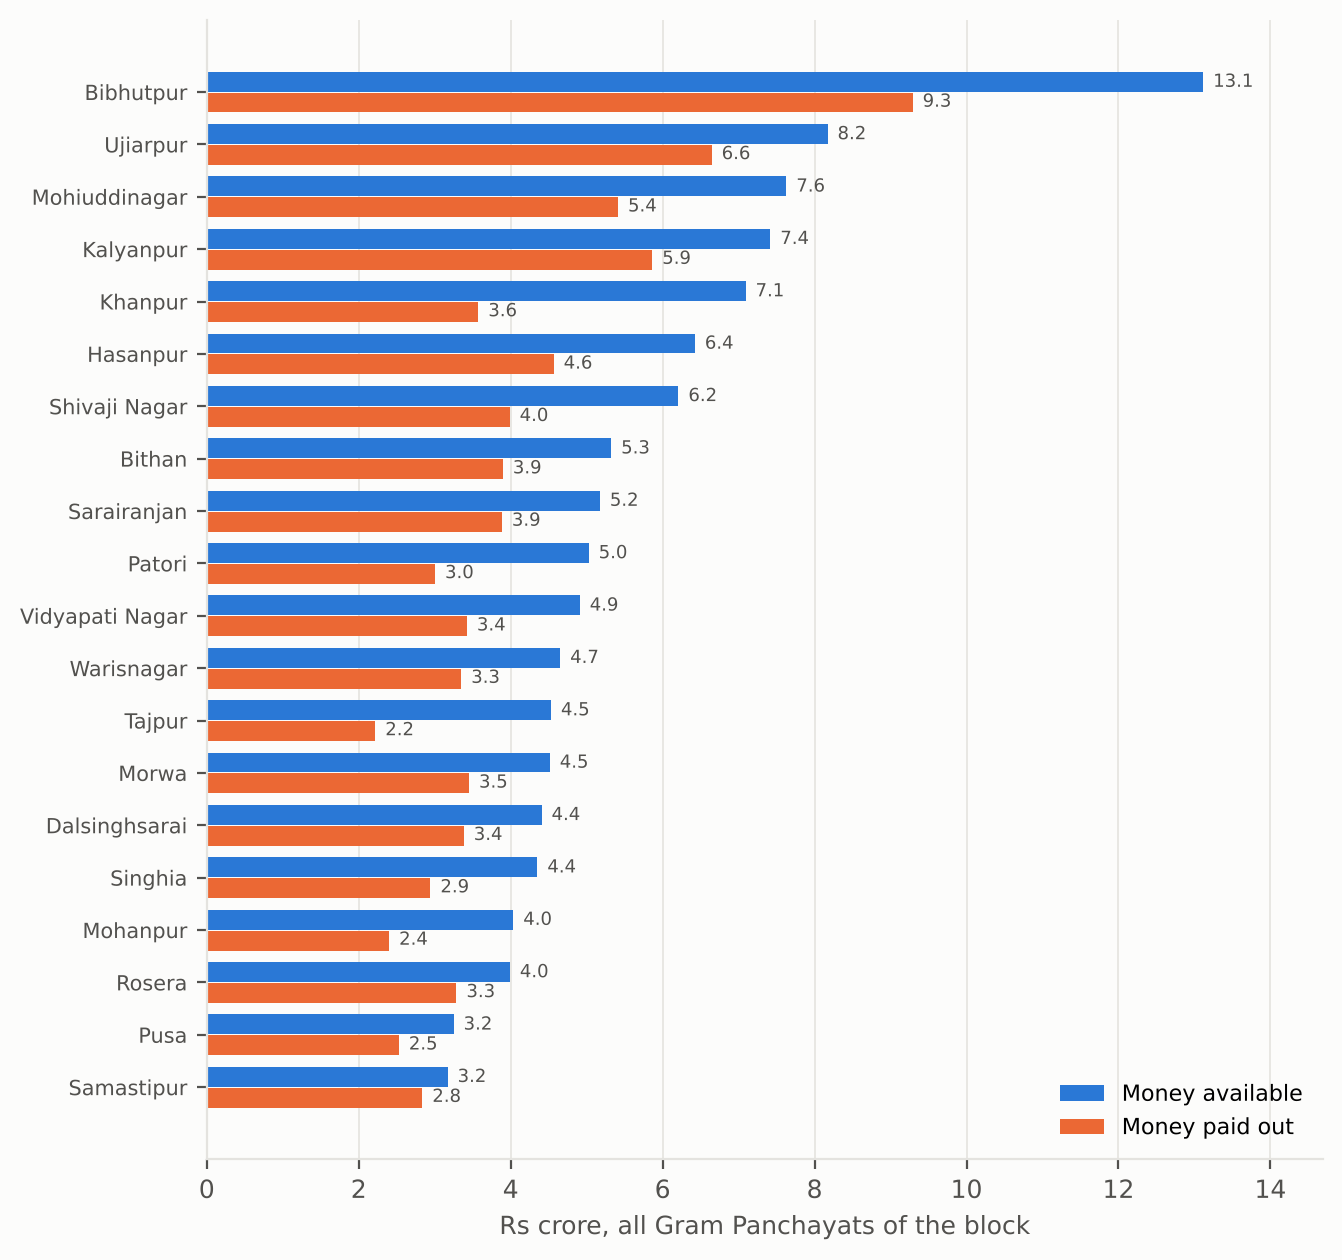 Bibhutpur 13.1
9.3
Ujiarpur 8.2
6.6
Mohiuddinagar 7.6
5.4
Kalyanpur 7.4
5.9
Khanpur 7.1
3.6
Hasanpur 6.4
4.6
Shivaji Nagar 6.2
4.0
Bithan 5.3
3.9
Sarairanjan 5.2
3.9
Patori 5.0
3.0
Vidyapati Nagar 4.9
3.4
Warisnagar 4.7
3.3
Tajpur 4.5
2.2
Morwa 4.5
3.5
Dalsinghsarai 4.4
3.4
Singhia 4.4
2.9
Mohanpur 4.0
2.4
Rosera 4.0
3.3
Pusa 3.2
2.5
Samastipur 3.2
2.8
Money available
Money paid out
0 2 4 6 8 10 12 14
Rs crore, all Gram Panchayats of the block